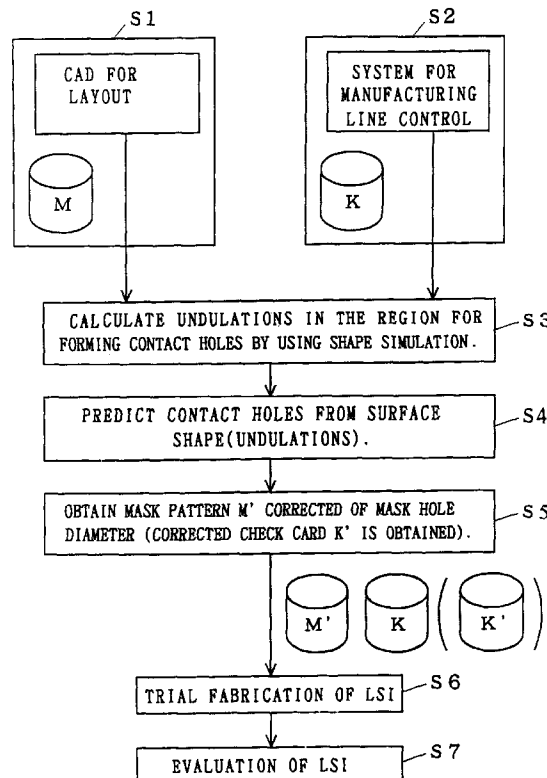 S1
S2
CAD FOR
LAYOUT
SYSTEM FOR
MANUFACTURING
LINE CONTROL
M
K
CALCULATE UNDULATIONS IN THE REGION FOR
FORMING CONTACT HOLES BY USING SHAPE SIMULATION.
S3
PREDICT CONTACT HOLES FROM SURFACE
SHAPE(UNDULATIONS).
S4
OBTAIN MASK PATTERN M' CORRECTED OF MASK HOLE
DIAMETER (CORRECTED CHECK CARD K' IS OBTAINED).
S5
M' K (K')
TRIAL FABRICATION OF LSI
S6
EVALUATION OF LSI
S7